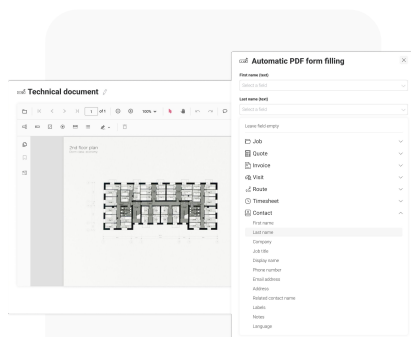 Automatic PDF form filling
First name (text)
Select a field
Last name (text)
Select a field
Leave field empty
Job
Quote
Invoice
Visit
Route
Timesheet
Contact
First name
Last name
Company
Job title
Display name
Phone number
Email address
Address
Related contact name
Labels
Notes
Language
Technical document
1 of 1
100%
2nd floor plan